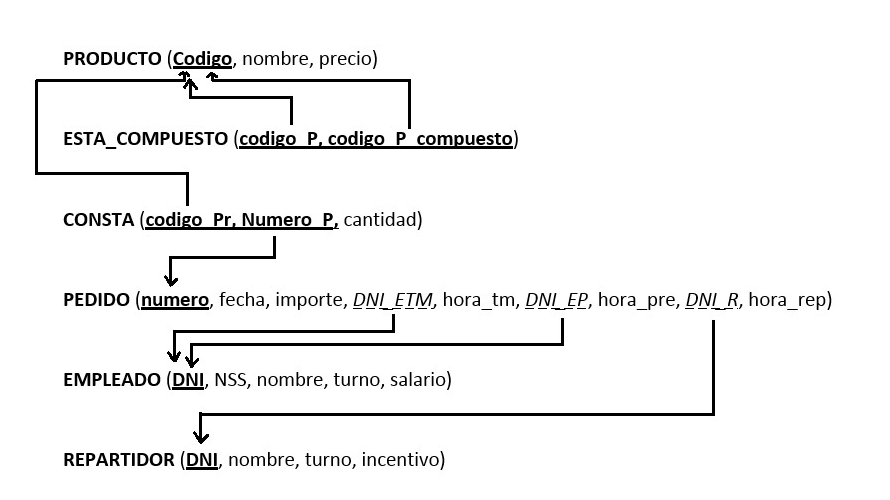 PRODUCTO (Codigo, nombre, precio)
ESTA_COMPUESTO (codigo_P, codigo_P_compuesto)
CONSTA (codigo_Pr, Numero_P, cantidad)
PEDIDO (numero, fecha, importe, DNI_ETM, hora_tm, DNI_EP, hora_pre, DNI_R, hora_rep)
EMPLEADO (DNI, NSS, nombre, turno, salario)
REPARTIDOR (DNI, nombre, turno, incentivo)